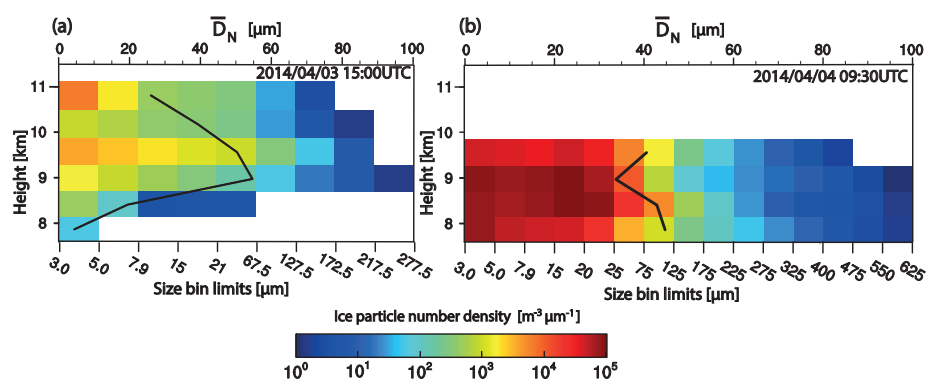 (a)
D̅_N [µm]
0 20 40 60 80 100
2014/04/03 15:00UTC
Height [km]
11
10
9
8
3.0 5.0 7.9 15 21 67.5 127.5 172.5 217.5 277.5
Size bin limits [µm]
(b)
D̅_N [µm]
0 20 40 60 80 100
2014/04/04 09:30UTC
Height [km]
11
10
9
8
3.0 5.0 7.9 15 20 25 75 125 175 225 275 325 400 475 550 625
Size bin limits [µm]
Ice particle number density [m⁻³ µm⁻¹]
10⁰ 10¹ 10² 10³ 10⁴ 10⁵